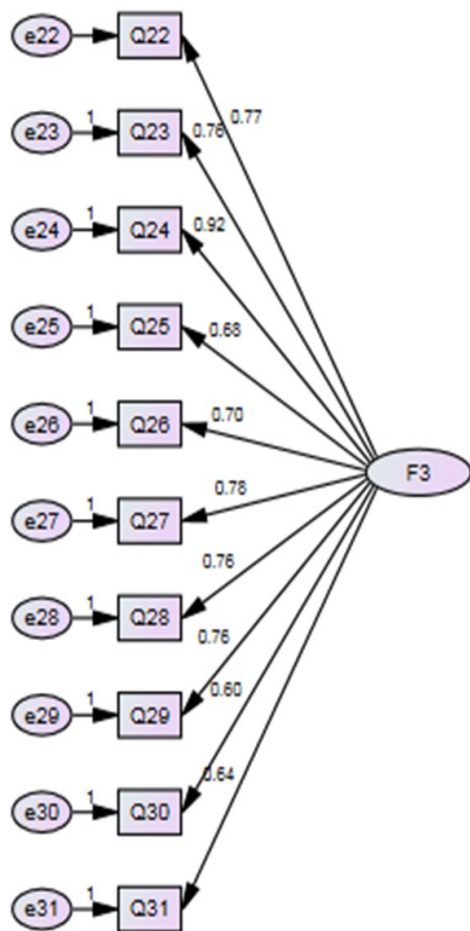 e22 1 Q22
0.77
e23 1 Q23
0.76
e24 1 Q24
0.92
e25 1 Q25
0.68
e26 1 Q26
0.70
F3
e27 1 Q27
0.78
e28 1 Q28
0.76
e29 1 Q29
0.76
e30 1 Q30
0.60
e31 1 Q31
0.64